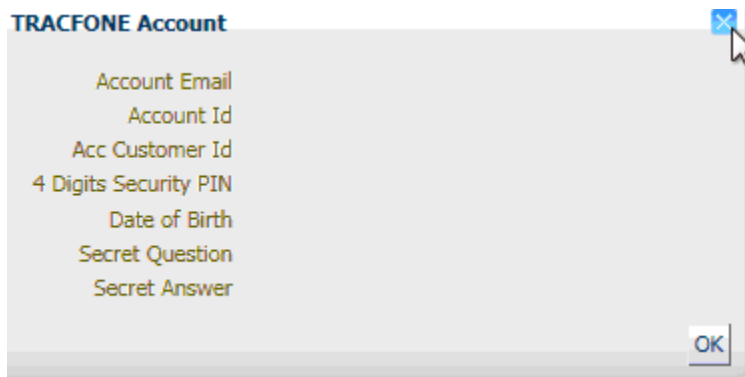 TRACFONE Account
Account Email
Account Id
Acc Customer Id
4 Digits Security PIN
Date of Birth
Secret Question
Secret Answer
OK